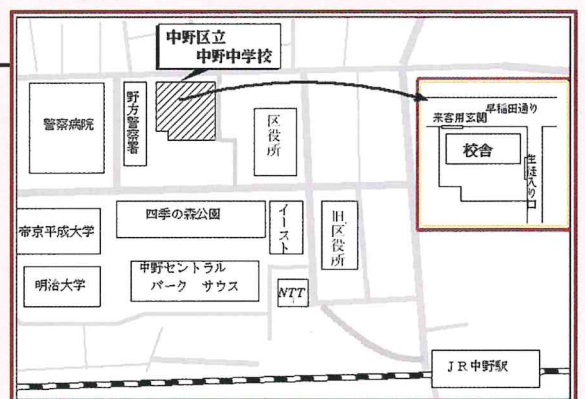 中野区立
中野中学校
警察病院
野方警察署
区役所
早稲田通り
来客用玄関
校舎
生徒入り口
帝京平成大学
四季の森公園
イースト
旧区役所
明治大学
中野セントラル
パーク サウス
NTT
JR中野駅